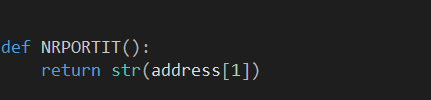 def NRPORTIT():
    return str(address[1])